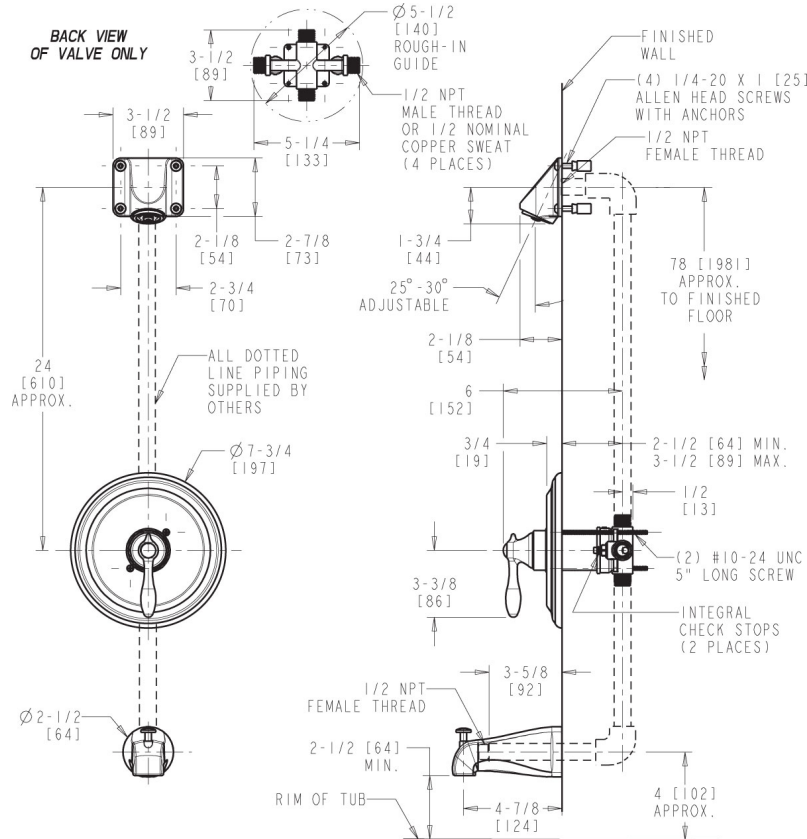 BACK VIEW
OF VALVE ONLY
3-1/2
[89]
5-1/4
[133]
Ø 5-1/2
[140]
ROUGH-IN
GUIDE
1/2 NPT
MALE THREAD
OR 1/2 NOMINAL
COPPER SWEAT
(4 PLACES)
3-1/2
[89]
2-1/8
[54]
2-7/8
[73]
2-3/4
[70]
24
[610]
APPROX.
ALL DOTTED
LINE PIPING
SUPPLIED BY
OTHERS
Ø 7-3/4
[197]
Ø 2-1/2
[64]
FINISHED
WALL
(4) 1/4-20 X 1 [25]
ALLEN HEAD SCREWS
WITH ANCHORS
1/2 NPT
FEMALE THREAD
1-3/4
[44]
25°-30°
ADJUSTABLE
2-1/8
[54]
78 [1981]
APPROX.
TO FINISHED
FLOOR
6
[152]
3/4
[19]
2-1/2 [64] MIN.
3-1/2 [89] MAX.
1/2
[13]
(2) #10-24 UNC
5" LONG SCREW
3-3/8
[86]
INTEGRAL
CHECK STOPS
(2 PLACES)
3-5/8
[92]
1/2 NPT
FEMALE THREAD
2-1/2 [64]
MIN.
RIM OF TUB
4-7/8
[124]
4 [102]
APPROX.